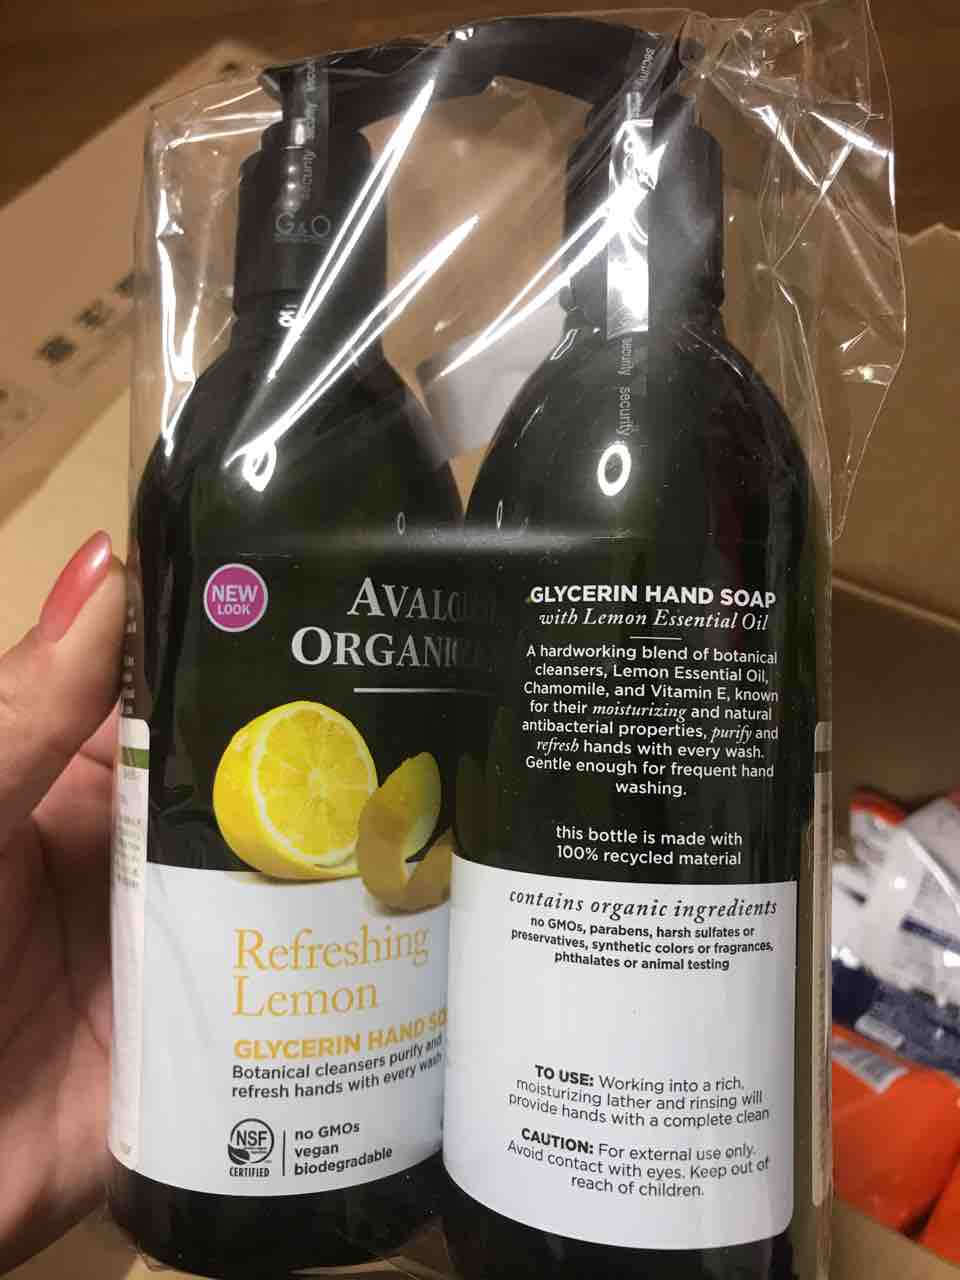 security
security
G&O
security
security
NEW
LOOK
AVALO
ORGANIC
Refreshing
Lemon
GLYCERIN HAND SO
Botanical cleansers purify and
refresh hands with every wash
NSF
CERTIFIED
no GMOs
vegan
biodegradable
GLYCERIN HAND SOAP
with Lemon Essential Oil
A hardworking blend of botanical
cleansers, Lemon Essential Oil,
Chamomile, and Vitamin E, known
for their moisturizing and natural
antibacterial properties, purify and
refresh hands with every wash.
Gentle enough for frequent hand
washing.
this bottle is made with
100% recycled material
contains organic ingredients
no GMOs, parabens, harsh sulfates or
preservatives, synthetic colors or fragrances,
phthalates or animal testing
TO USE: Working into a rich,
moisturizing lather and rinsing will
provide hands with a complete clean
CAUTION: For external use only.
Avoid contact with eyes. Keep out of
reach of children.